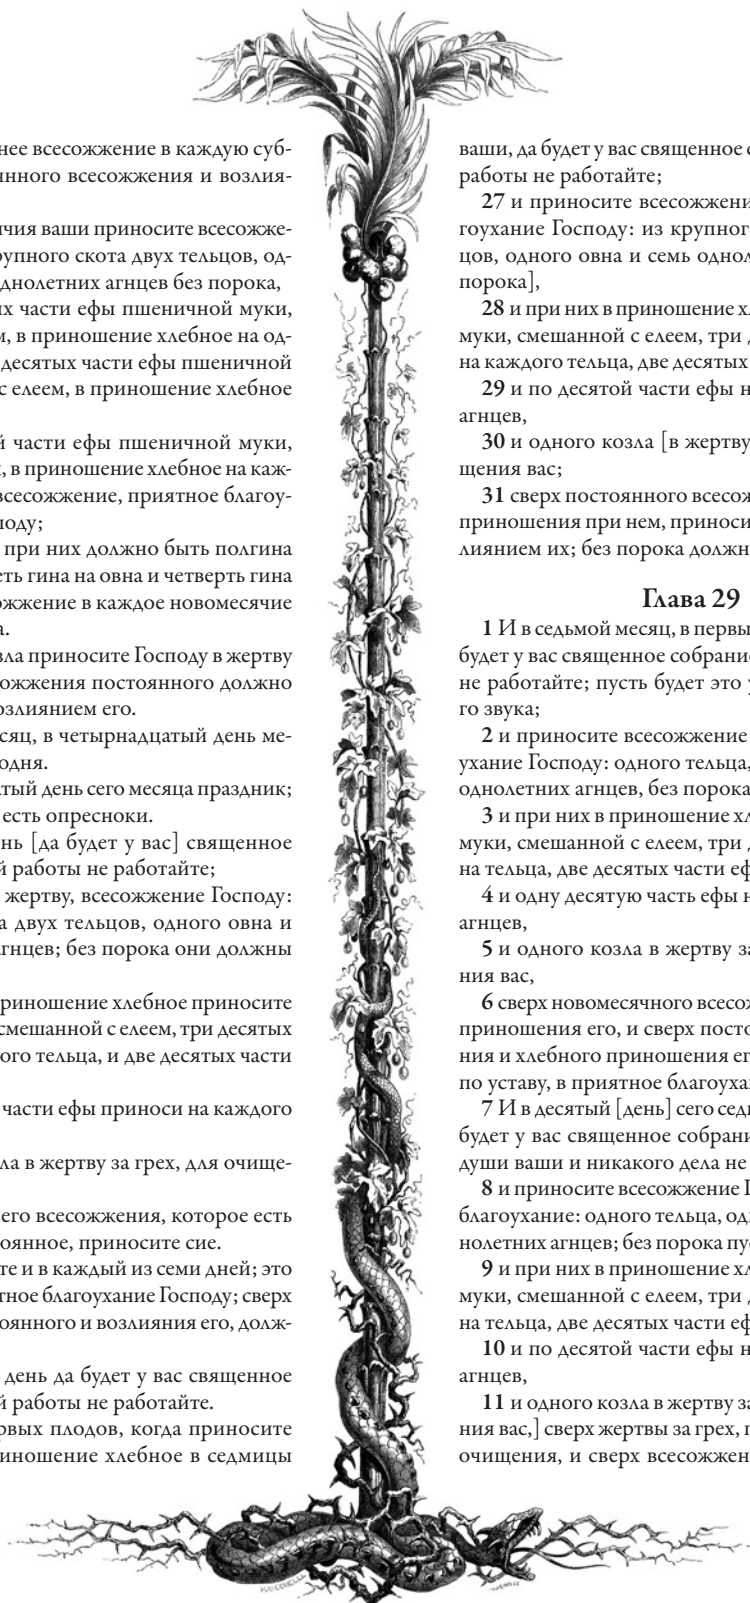 нее всесожжение в каждую суб-
нного всесожжения и возлия-
чия ваши приносите всесожже-
рупного скота двух тельцов, од-
днолетних агнцев без порока,
их части ефы пшеничной муки,
м, в приношение хлебное на од-
десятых части ефы пшеничной
с елеем, в приношение хлебное
й части ефы пшеничной муки,
, в приношение хлебное на каж-
всесожжение, приятное благоу-
поду;
при них должно быть полгина
еть гина на овна и четверть гина
ожжение в каждое новомесячие
а.
зла приносите Господу в жертву
ожжения постоянного должно
озлиянием его.
сяц, в четырнадцатый день ме-
одня.
тый день сего месяца праздник;
есть опресноки.
нь [да будет у вас] священное
й работы не работайте;
жертву, всесожжение Господу:
а двух тельцов, одного овна и
агнцев; без порока они должны
риношение хлебное приносите
смешанной с елеем, три десятых
ого тельца, и две десятых части
части ефы приноси на каждого
ла в жертву за грех, для очище-
его всесожжения, которое есть
оянное, приносите сие.
те и в каждый из семи дней; это
тное благоухание Господу; сверх
оянного и возлияния его, долж-
день да будет у вас священное
й работы не работайте.
рвых плодов, когда приносите
иношение хлебное в седмицы
ваши, да будет у вас священное
работы не работайте;
27 и приносите всесожжени
гоухание Господу: из крупного
цов, одного овна и семь однол
порока],
28 и при них в приношение х
муки, смешанной с елеем, три
на каждого тельца, две десятых
29 и по десятой части ефы н
агнцев,
30 и одного козла [в жертву
щения вас;
31 сверх постоянного всесож
приношения при нем, приноси
лиянием их; без порока должн
Глава 29
1 И в седьмой месяц, в первы
будет у вас священное собрание
не работайте; пусть будет это у
го звука;
2 и приносите всесожжение
ухание Господу: одного тельца,
однолетних агнцев, без порока
3 и при них в приношение хл
муки, смешанной с елеем, три
на тельца, две десятых части еф
4 и одну десятую часть ефы н
агнцев,
5 и одного козла в жертву за
ния вас,
6 сверх новомесячного всесож
приношения его, и сверх посто
ния и хлебного приношения ег
по уставу, в приятное благоуха
7 И в десятый [день] сего седь
будет у вас священное собрани
души ваши и никакого дела не
8 и приносите всесожжение Г
благоухание: одного тельца, од
нолетних агнцев; без порока пу
9 и при них в приношение хл
муки, смешанной с елеем, три
на тельца, две десятых части еф
10 и по десятой части ефы н
агнцев,
11 и одного козла в жертву за
ния вас,] сверх жертвы за грех,
очищения, и сверх всесожжен